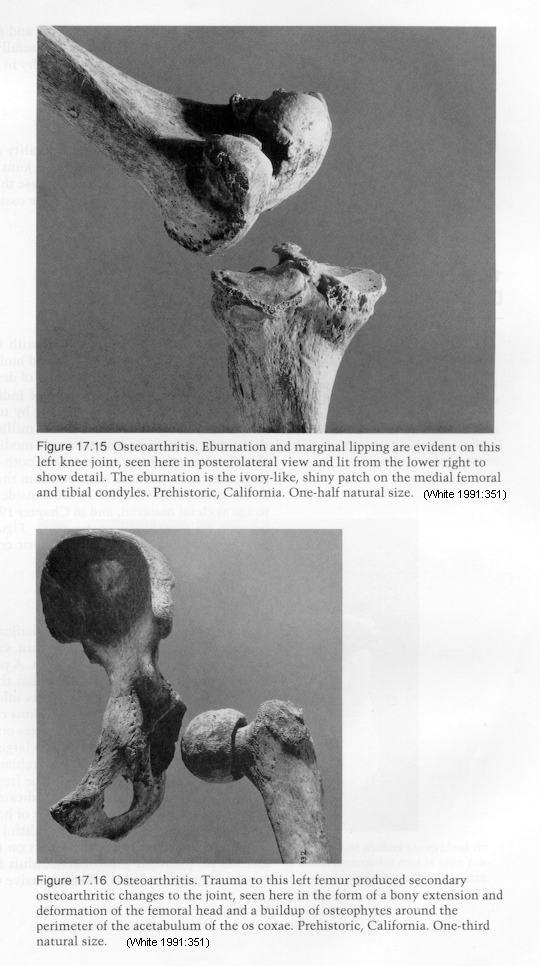 Figure 17.15 Osteoarthritis. Eburnation and marginal lipping are evident on this
left knee joint, seen here in posterolateral view and lit from the lower right to
show detail. The eburnation is the ivory-like, shiny patch on the medial femoral
and tibial condyles. Prehistoric, California. One-half natural size. (White 1991:351)
Figure 17.16 Osteoarthritis. Trauma to this left femur produced secondary
osteoarthritic changes to the joint, seen here in the form of a bony extension and
deformation of the femoral head and a buildup of osteophytes around the
perimeter of the acetabulum of the os coxae. Prehistoric, California. One-third
natural size. (White 1991:351)